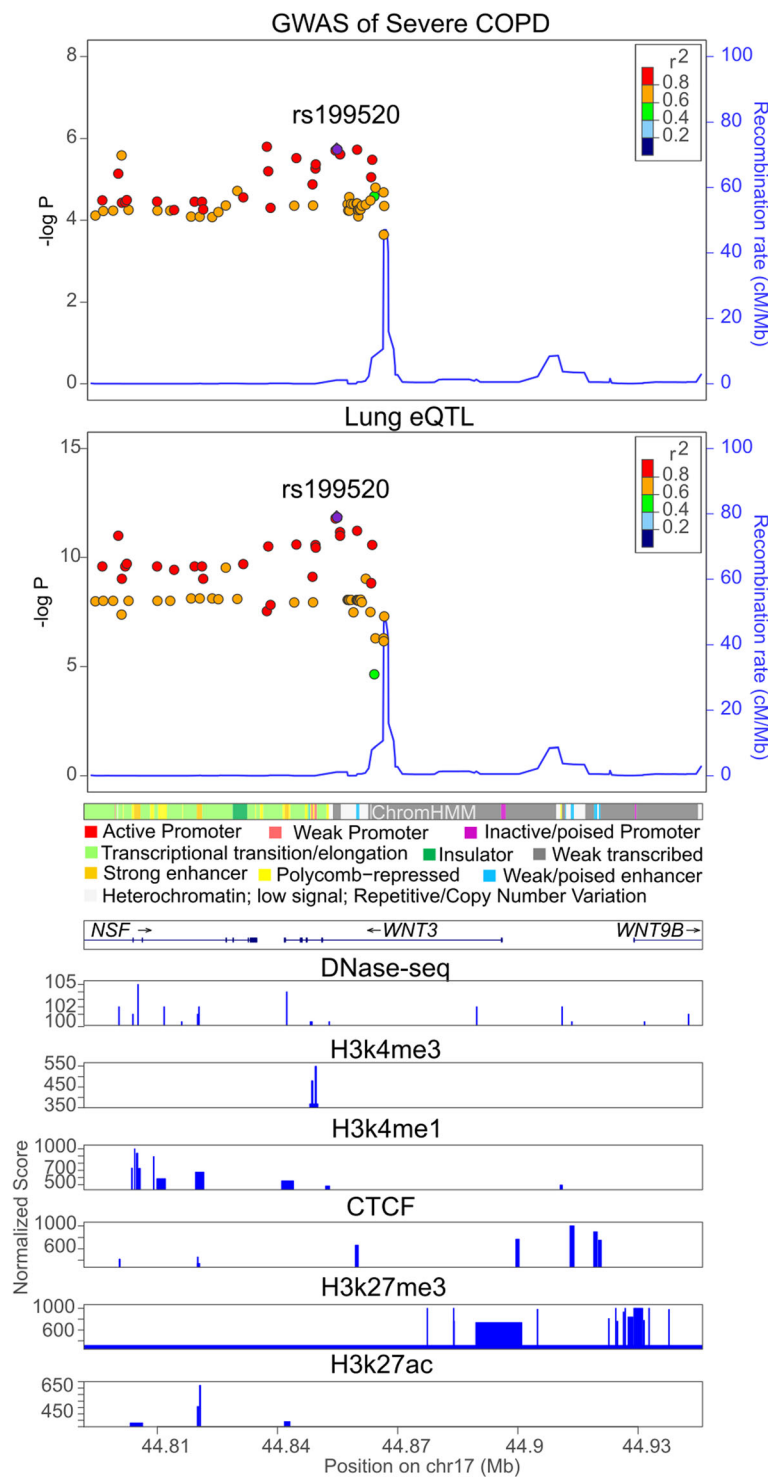 GWAS of Severe COPD
8
6
4
2
0
-log P
rs199520
r2
0.8
0.6
0.4
0.2
100
80
60
40
20
0
Recombination rate (cM/Mb)
Lung eQTL
15
10
5
0
-log P
rs199520
r2
0.8
0.6
0.4
0.2
100
80
60
40
20
0
Recombination rate (cM/Mb)
ChromHMM
Active Promoter Weak Promoter Inactive/poised Promoter
Transcriptional transition/elongation Insulator Weak transcribed
Strong enhancer Polycomb-repressed Weak/poised enhancer
Heterochromatin; low signal; Repetitive/Copy Number Variation
NSF → ←WNT3 WNT9B→
DNase-seq
105
102
100
H3k4me3
550
450
350
H3k4me1
1000
700
500
Normalized Score
CTCF
1000
600
H3k27me3
1000
600
H3k27ac
650
450
44.81 44.84 44.87 44.9 44.93
Position on chr17 (Mb)